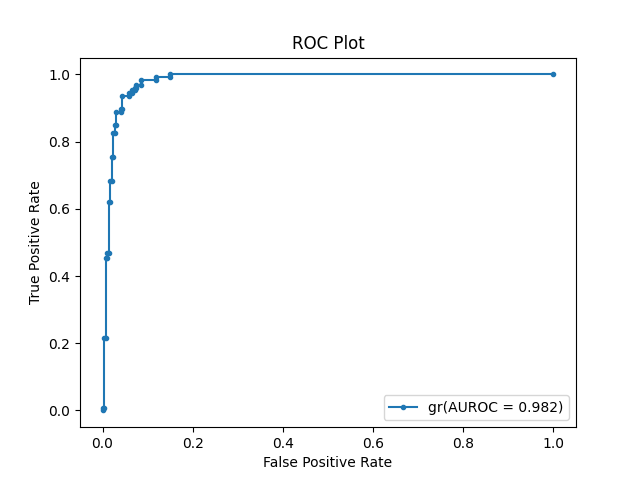 ROC Plot
1.0
0.8
0.6
0.4
0.2
0.0
True Positive Rate
gr(AUROC = 0.982)
0.0 0.2 0.4 0.6 0.8 1.0
False Positive Rate